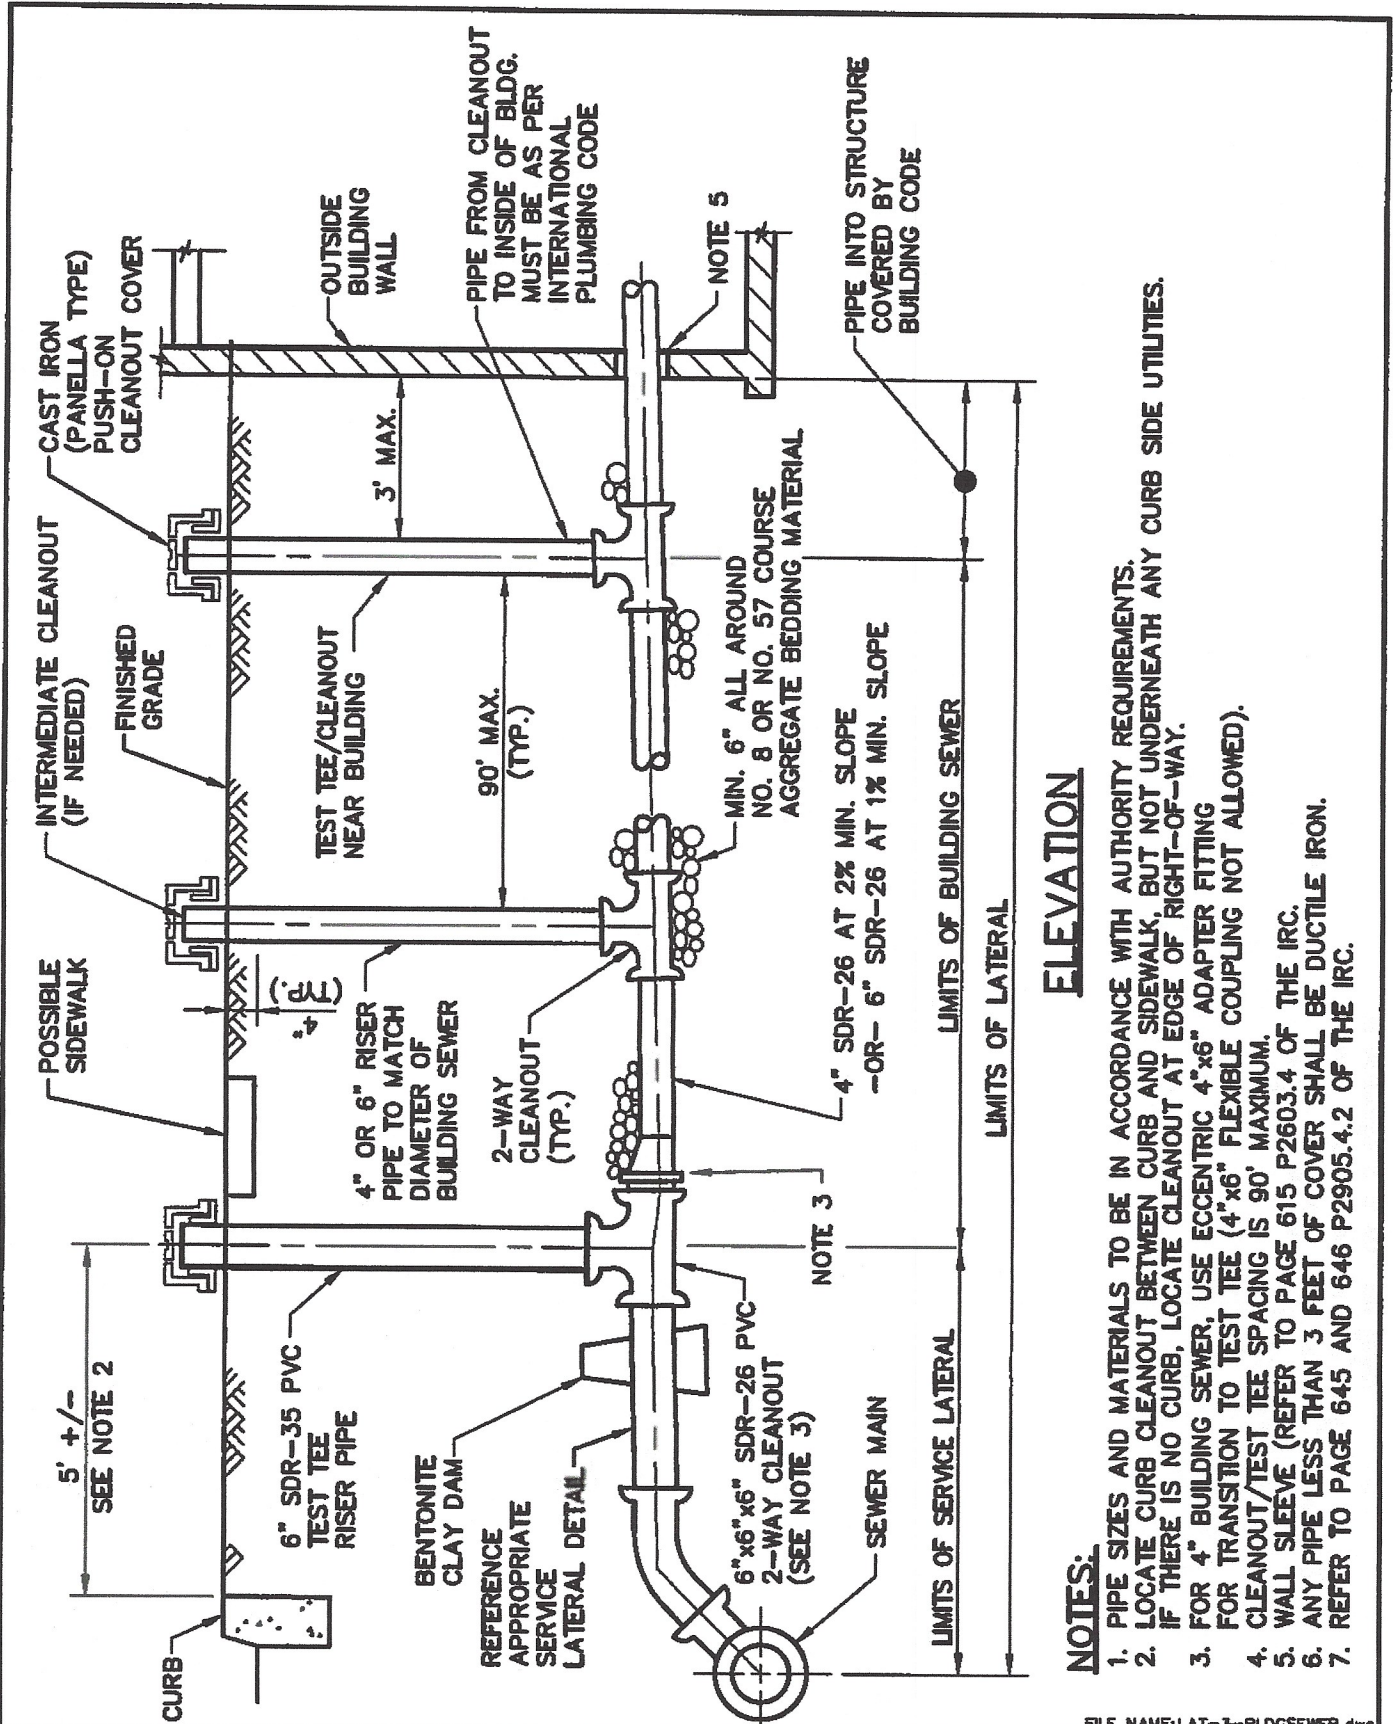 CURB
5' +/-
SEE NOTE 2
POSSIBLE
SIDEWALK
INTERMEDIATE CLEANOUT
(IF NEEDED)
FINISHED
GRADE
CAST IRON
(PANELLA TYPE)
PUSH-ON
CLEANOUT COVER
OUTSIDE
BUILDING
WALL
6" SDR-35 PVC
TEST TEE
RISER PIPE
4"
(TYP.)
4" OR 6" RISER
PIPE TO MATCH
DIAMETER OF
BUILDING SEWER
TEST TEE/CLEANOUT
NEAR BUILDING
3' MAX.
90' MAX.
(TYP.)
PIPE FROM CLEANOUT
TO INSIDE OF BLDG.
MUST BE AS PER
INTERNATIONAL
PLUMBING CODE
BENTONITE
CLAY DAM
REFERENCE
APPROPRIATE
SERVICE
LATERAL DETAIL
2-WAY
CLEANOUT
(TYP.)
NOTE 5
6"x6"x6" SDR-26 PVC
2-WAY CLEANOUT
(SEE NOTE 3)
NOTE 3
MIN. 6" ALL AROUND
NO. 8 OR NO. 57 COURSE
AGGREGATE BEDDING MATERIAL
4" SDR-26 AT 2% MIN. SLOPE
-OR- 6" SDR-26 AT 1% MIN. SLOPE
PIPE INTO STRUCTURE
COVERED BY
BUILDING CODE
SEWER MAIN
LIMITS OF SERVICE LATERAL
LIMITS OF BUILDING SEWER
LIMITS OF LATERAL
ELEVATION
NOTES:
1. PIPE SIZES AND MATERIALS TO BE IN ACCORDANCE WITH AUTHORITY REQUIREMENTS.
2. LOCATE CURB CLEANOUT BETWEEN CURB AND SIDEWALK, BUT NOT UNDERNEATH ANY CURB SIDE UTILITIES.
IF THERE IS NO CURB, LOCATE CLEANOUT AT EDGE OF RIGHT-OF-WAY.
3. FOR 4" BUILDING SEWER, USE ECCENTRIC 4"x6" ADAPTER FITTING
FOR TRANSITION TO TEST TEE (4"x6" FLEXIBLE COUPLING NOT ALLOWED).
4. CLEANOUT/TEST TEE SPACING IS 90' MAXIMUM.
5. WALL SLEEVE (REFER TO PAGE 615 P2603.4 OF THE IRC.
6. ANY PIPE LESS THAN 3 FEET OF COVER SHALL BE DUCTILE IRON.
7. REFER TO PAGE 645 AND 646 P2905.4.2 OF THE IRC.